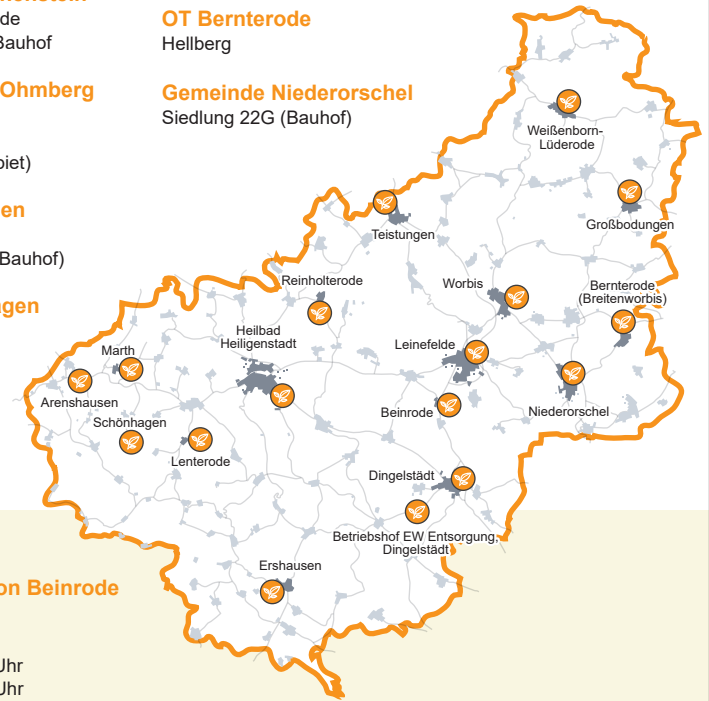 de
Bauhof
Ohmberg
biet)
en
Bauhof)
gen
OT Bernterode
Hellberg
Gemeinde Niederorschel
Siedlung 22G (Bauhof)
Weißenborn-
Lüderode
Großbodungen
Teistungen
Reinholterode
Worbis
Bernterode
(Breitenworbis)
Heilbad
Heiligenstadt
Leinefelde
Marth
Arenshausen
Beinrode
Niederorschel
Schönhagen
Lenterode
Dingelstädt
Betriebshof EW Entsorgung,
Dingelstädt
Ershausen
on Beinrode
Uhr
Uhr